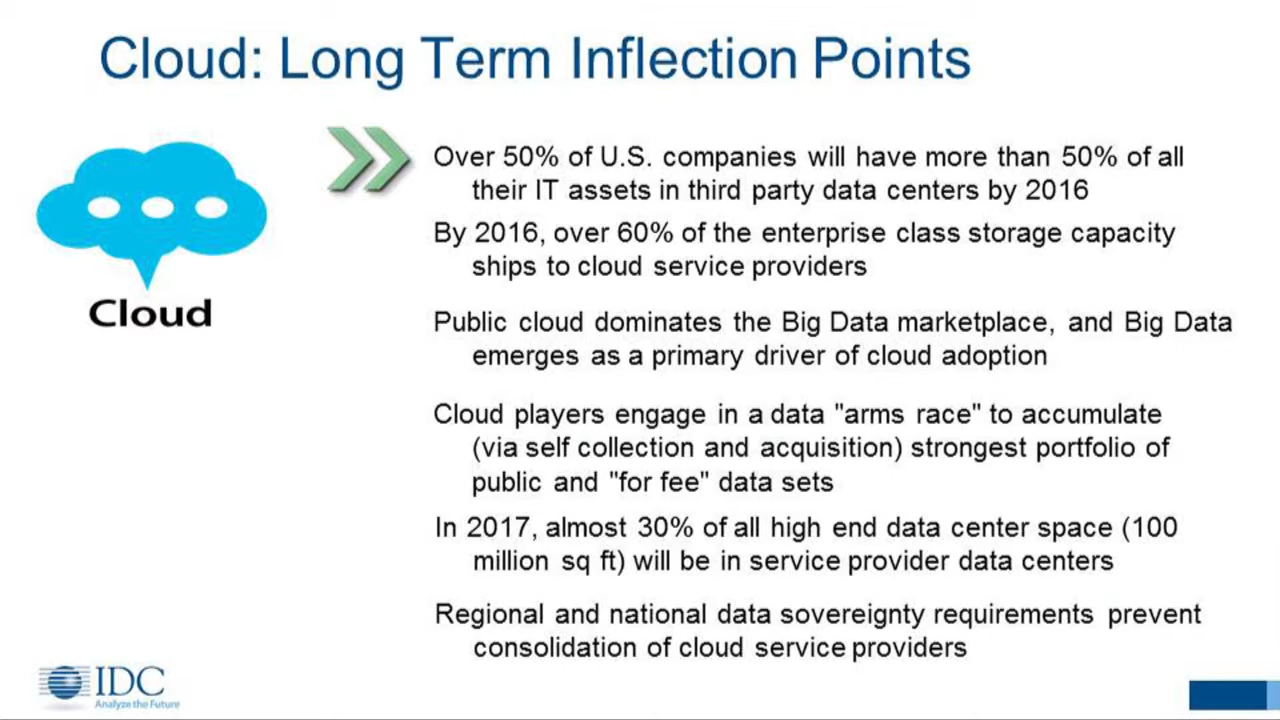 Cloud: Long Term Inflection Points
Over 50% of U.S. companies will have more than 50% of all
their IT assets in third party data centers by 2016
By 2016, over 60% of the enterprise class storage capacity
ships to cloud service providers
Cloud
Public cloud dominates the Big Data marketplace, and Big Data
emerges as a primary driver of cloud adoption
Cloud players engage in a data "arms race" to accumulate
(via self collection and acquisition) strongest portfolio of
public and "for fee" data sets
In 2017, almost 30% of all high end data center space (100
million sq ft) will be in service provider data centers
Regional and national data sovereignty requirements prevent
consolidation of cloud service providers
IDC
Analyze the Future